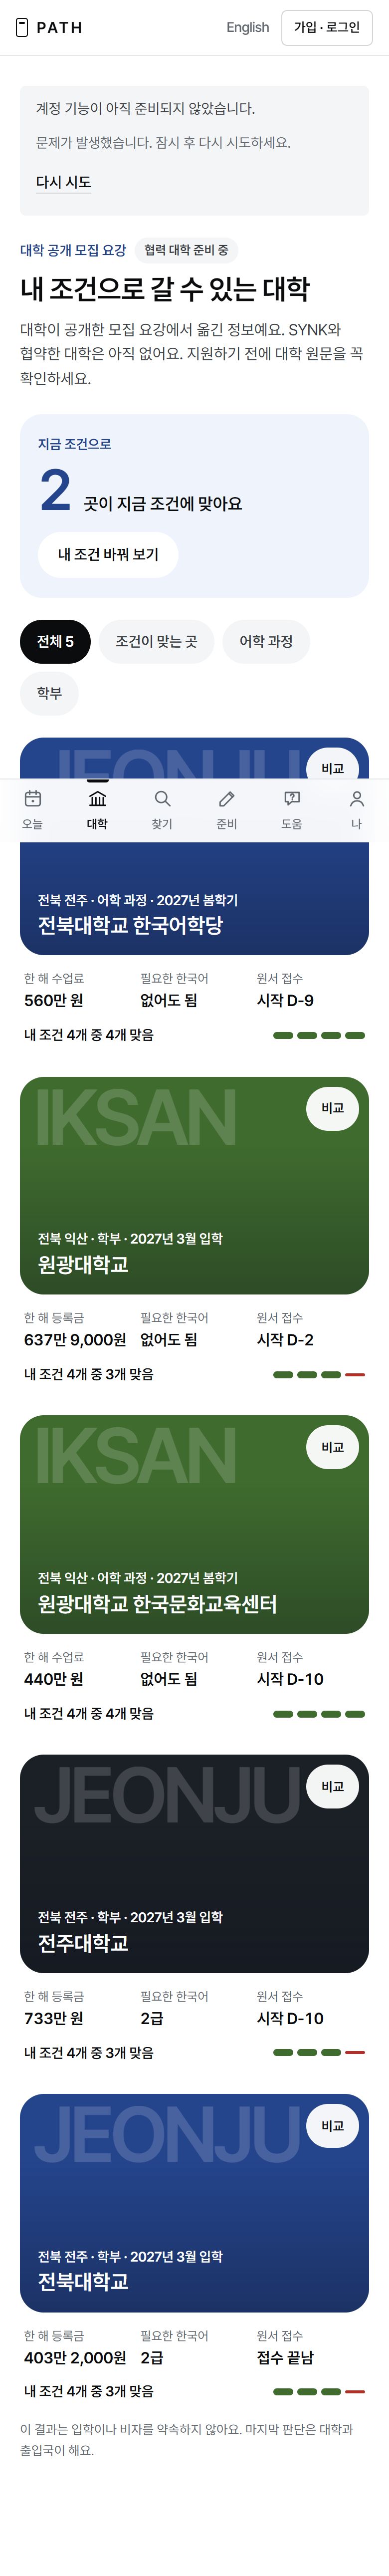 PATH
English
가입 · 로그인
계정 기능이 아직 준비되지 않았습니다.
문제가 발생했습니다. 잠시 후 다시 시도하세요.
다시 시도
대학 공개 모집 요강
협력 대학 준비 중
내 조건으로 갈 수 있는 대학
대학이 공개한 모집 요강에서 옮긴 정보예요. SYNK와
협약한 대학은 아직 없어요. 지원하기 전에 대학 원문을 꼭
확인하세요.
지금 조건으로
2 곳이 지금 조건에 맞아요
내 조건 바꿔 보기
전체 5
조건이 맞는 곳
어학 과정
학부
JEONJU
비교
오늘
대학
찾기
준비
도움
나
전북 전주 · 어학 과정 · 2027년 봄학기
전북대학교 한국어학당
한 해 수업료
필요한 한국어
원서 접수
560만 원
없어도 됨
시작 D-9
내 조건 4개 중 4개 맞음
IKSAN
비교
전북 익산 · 학부 · 2027년 3월 입학
원광대학교
한 해 등록금
필요한 한국어
원서 접수
637만 9,000원
없어도 됨
시작 D-2
내 조건 4개 중 3개 맞음
IKSAN
비교
전북 익산 · 어학 과정 · 2027년 봄학기
원광대학교 한국문화교육센터
한 해 수업료
필요한 한국어
원서 접수
440만 원
없어도 됨
시작 D-10
내 조건 4개 중 4개 맞음
JEONJU
비교
전북 전주 · 학부 · 2027년 3월 입학
전주대학교
한 해 등록금
필요한 한국어
원서 접수
733만 원
2급
시작 D-10
내 조건 4개 중 3개 맞음
JEONJU
비교
전북 전주 · 학부 · 2027년 3월 입학
전북대학교
한 해 등록금
필요한 한국어
원서 접수
403만 2,000원
2급
접수 끝남
내 조건 4개 중 3개 맞음
이 결과는 입학이나 비자를 약속하지 않아요. 마지막 판단은 대학과
출입국이 해요.